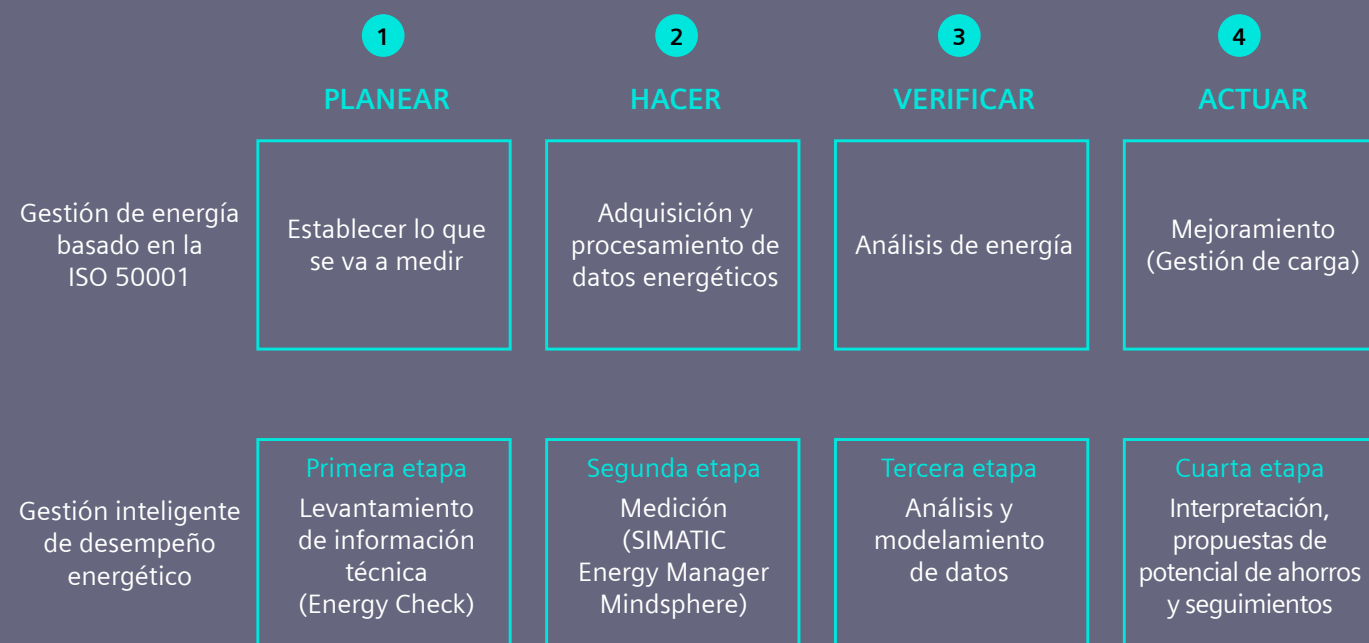 1
2
3
4
PLANEAR
HACER
VERIFICAR
ACTUAR
Gestión de energía
basado en la
ISO 50001
Establecer lo que
se va a medir
Adquisición y
procesamiento de
datos energéticos
Análisis de energía
Mejoramiento
(Gestión de carga)
Gestión inteligente
de desempeño
energético
Primera etapa
Levantamiento
de información
técnica
(Energy Check)
Segunda etapa
Medición
(SIMATIC
Energy Manager
Mindsphere)
Tercera etapa
Análisis y
modelamiento
de datos
Cuarta etapa
Interpretación,
propuestas de
potencial de ahorros
y seguimientos